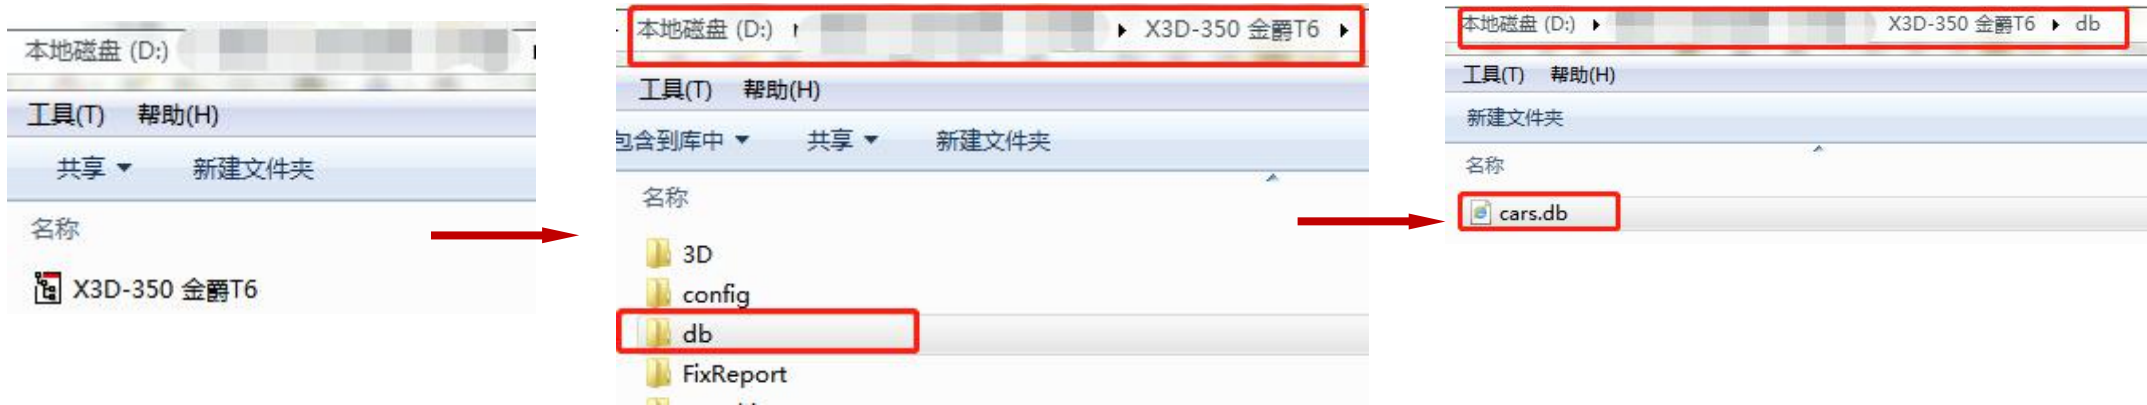 本地磁盘 (D:)
工具(T) 帮助(H)
共享 新建文件夹
名称
X3D-350 金爵T6
本地磁盘 (D:) X3D-350 金爵T6
工具(T) 帮助(H)
包含到库中 共享 新建文件夹
名称
3D
config
db
FixReport
本地磁盘 (D:) X3D-350 金爵T6 db
工具(T) 帮助(H)
新建文件夹
名称
cars.db